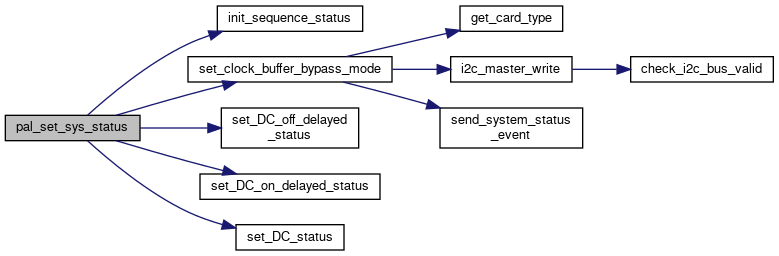 init_sequence_status
get_card_type
set_clock_buffer_bypass_mode
i2c_master_write
check_i2c_bus_valid
pal_set_sys_status
set_DC_off_delayed
_status
send_system_status
_event
set_DC_on_delayed_status
set_DC_status